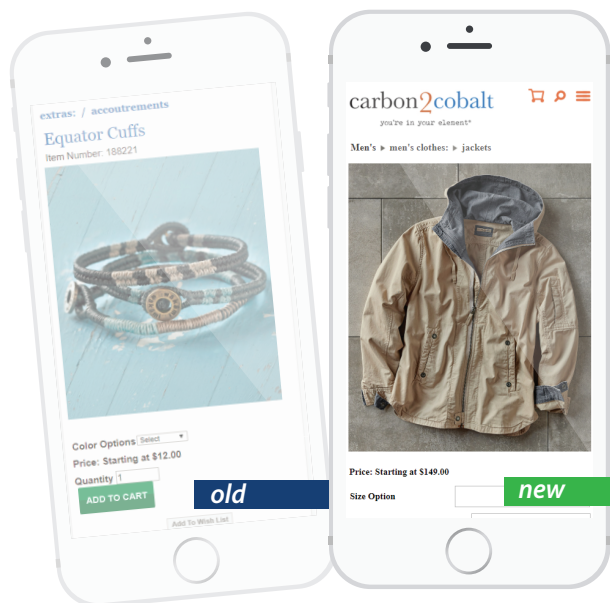 extras: / accoutrements
Equator Cuffs
Item Number: 188221
Color Options Select
Price: Starting at $12.00
Quantity 1
ADD TO CART
Add To Wish List
old
carbon2cobalt
you're in your element*
Men's ▸ men's clothes: ▸ jackets
Price: Starting at $149.00
Size Option
new